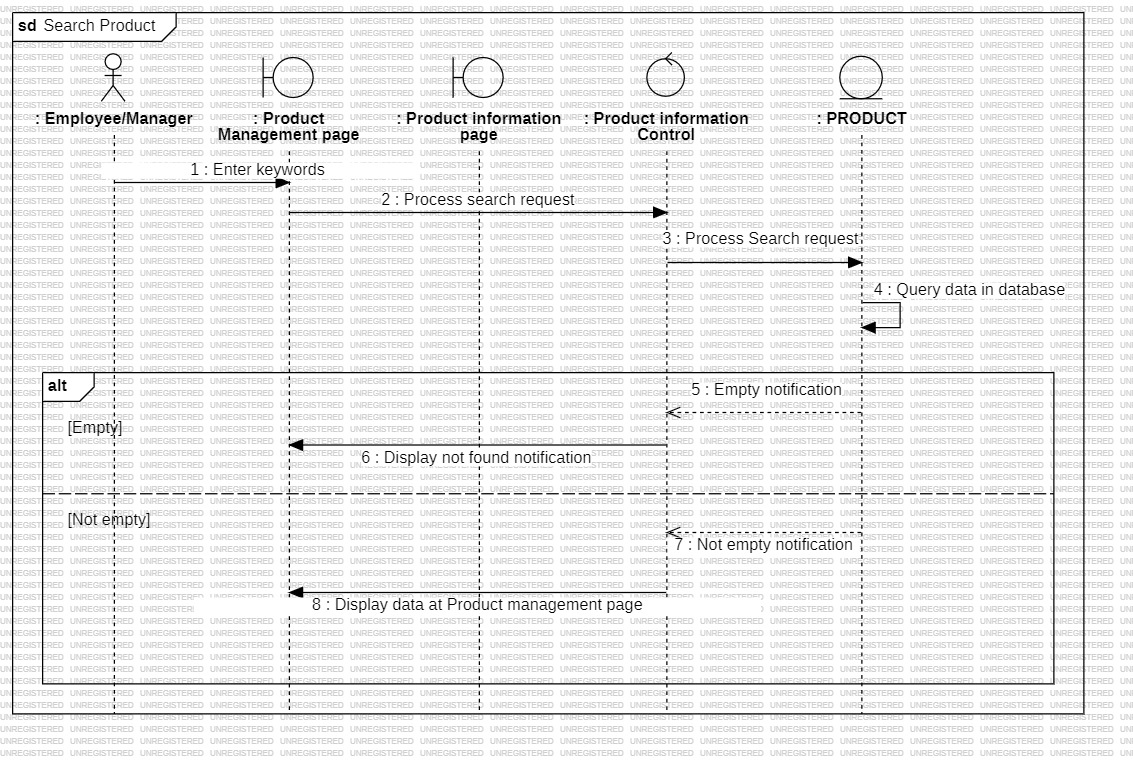 sd Search Product
: Employee/Manager
: Product
Management page
: Product information
page
: Product information
Control
: PRODUCT
1 : Enter keywords
2 : Process search request
3 : Process Search request
4 : Query data in database
alt
5 : Empty notification
[Empty]
6 : Display not found notification
[Not empty]
7 : Not empty notification
8 : Display data at Product management page
UNREGISTERED